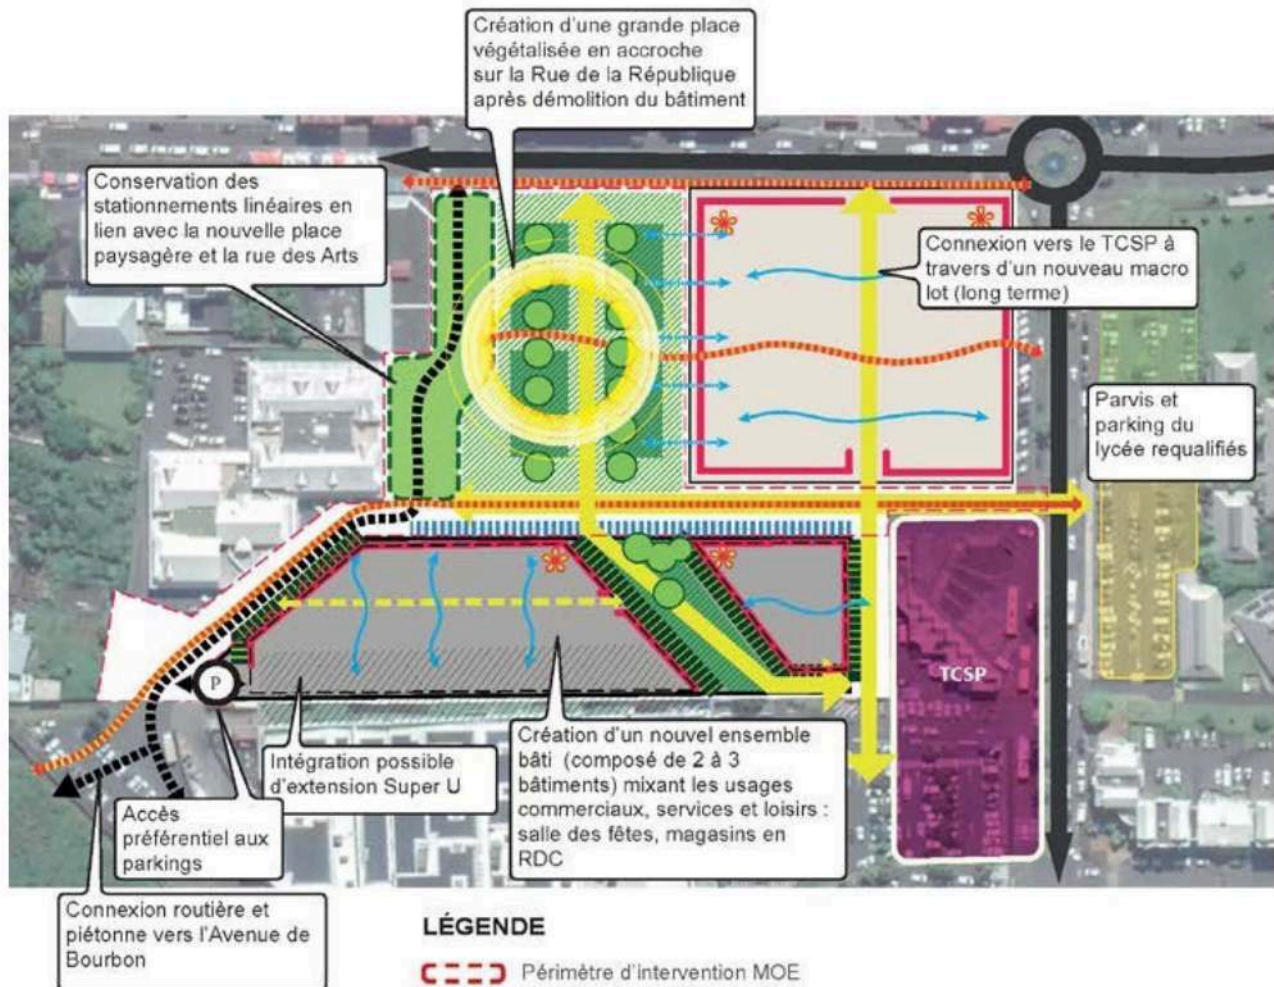 Création d'une grande place
végétalisée en accroche
sur la Rue de la République
après démolition du bâtiment
Conservation des
stationnements linéaires en
lien avec la nouvelle place
paysagère et la rue des Arts
Connexion vers le TCSP à
travers d'un nouveau macro
lot (long terme)
Parvis et
parking du
lycée requalifiés
TCSP
P
Intégration possible
d'extension Super U
Création d'un nouvel ensemble
bâti (composé de 2 à 3
bâtiments) mixant les usages
commerciaux, services et loisirs :
salle des fêtes, magasins en
RDC
Accès
préférentiel aux
parkings
Connexion routière et
piétonne vers l'Avenue de
Bourbon
LÉGENDE
Périmètre d'intervention MOE